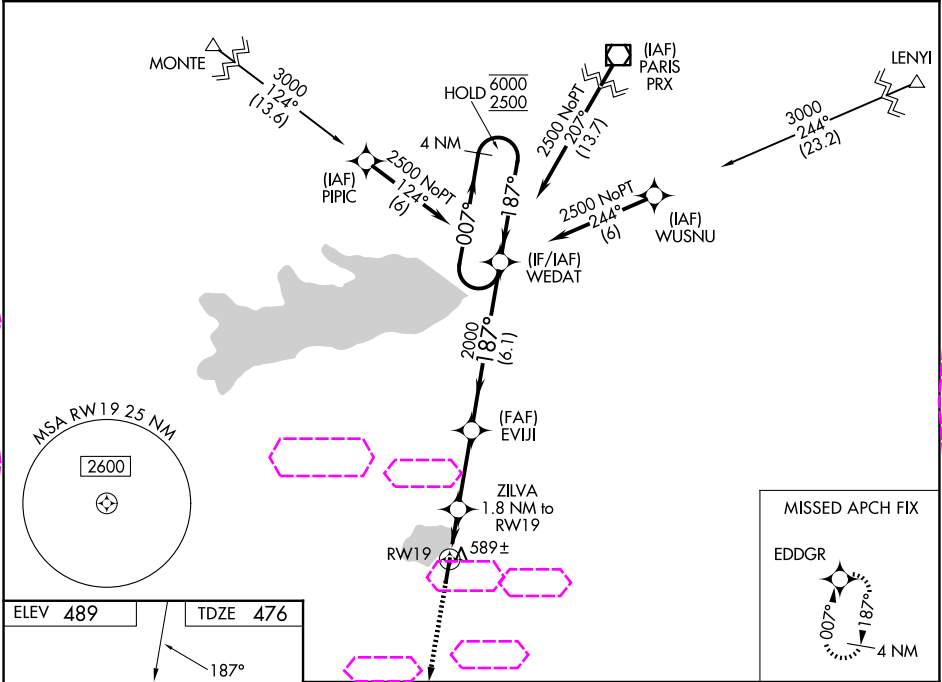 MONTE
3000
124°
(13.6)
(IAF)
PIPIC
2500 NoPT
124°
(6)
HOLD
6000
2500
4 NM
007°
187°
(IAF)
PARIS
PRX
2500 NoPT
207°
(13.7)
LENYI
3000
244°
(23.2)
2500 NoPT
244°
(6)
(IAF)
WUSNU
(IF/IAF)
WEDAT
2000
187°
(6.1)
(FAF)
EVIJI
ZILVA
1.8 NM to
RW19
RW19
589±
MSA RW19 25 NM
2600
MISSED APCH FIX
EDDGR
007°
187°
4 NM
ELEV 489
TDZE 476
187°